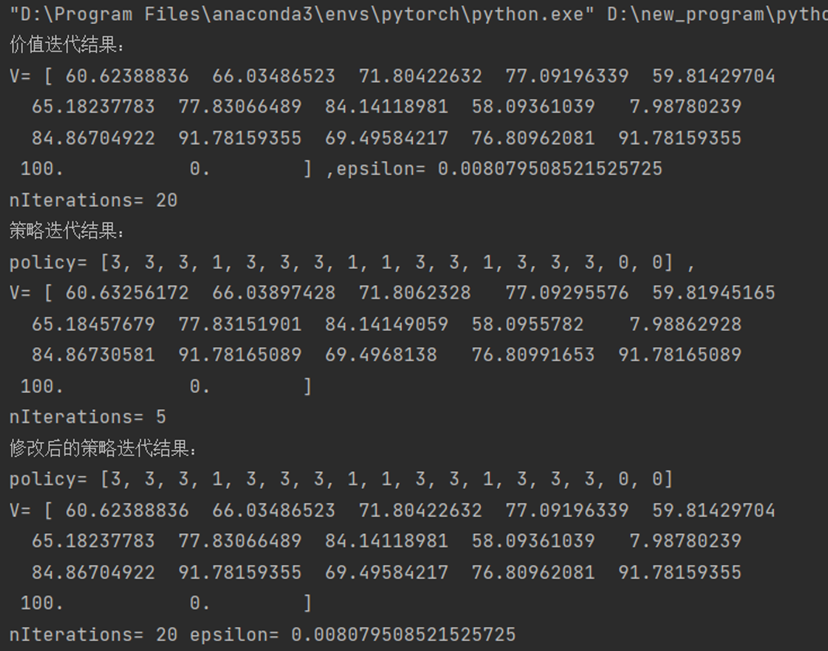 "D:\Program Files\anaconda3\envs\pytorch\python.exe" D:\new_program\pytho
价值迭代结果：
V= [ 60.62388836  66.03486523  71.80422632  77.09196339  59.81429704
  65.18237783  77.83066489  84.14118981  58.09361039   7.98780239
  84.86704922  91.78159355  69.49584217  76.80962081  91.78159355
 100.           0.        ] ,epsilon= 0.008079508521525725
nIterations= 20
策略迭代结果：
policy= [3, 3, 3, 1, 3, 3, 3, 1, 1, 3, 3, 1, 3, 3, 3, 0, 0] ,
V= [ 60.63256172  66.03897428  71.8062328   77.09295576  59.81945165
  65.18457679  77.83151901  84.14149059  58.0955782    7.98862928
  84.86730581  91.78165089  69.4968138   76.80991653  91.78165089
 100.           0.        ]
nIterations= 5
修改后的策略迭代结果：
policy= [3, 3, 3, 1, 3, 3, 3, 1, 1, 3, 3, 1, 3, 3, 3, 0, 0]
V= [ 60.62388836  66.03486523  71.80422632  77.09196339  59.81429704
  65.18237783  77.83066489  84.14118981  58.09361039   7.98780239
  84.86704922  91.78159355  69.49584217  76.80962081  91.78159355
 100.           0.        ]
nIterations= 20 epsilon= 0.008079508521525725